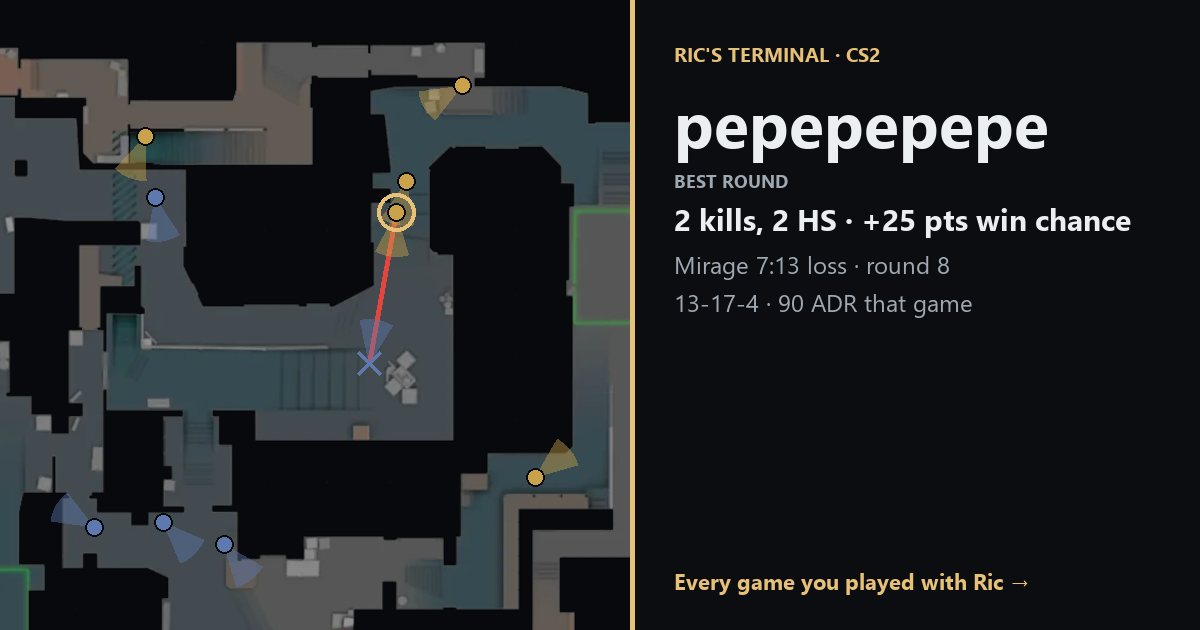 RIC'S TERMINAL · CS2
pepepepepe
BEST ROUND
2 kills, 2 HS · +25 pts win chance
Mirage 7:13 loss · round 8
13-17-4 · 90 ADR that game
Every game you played with Ric →